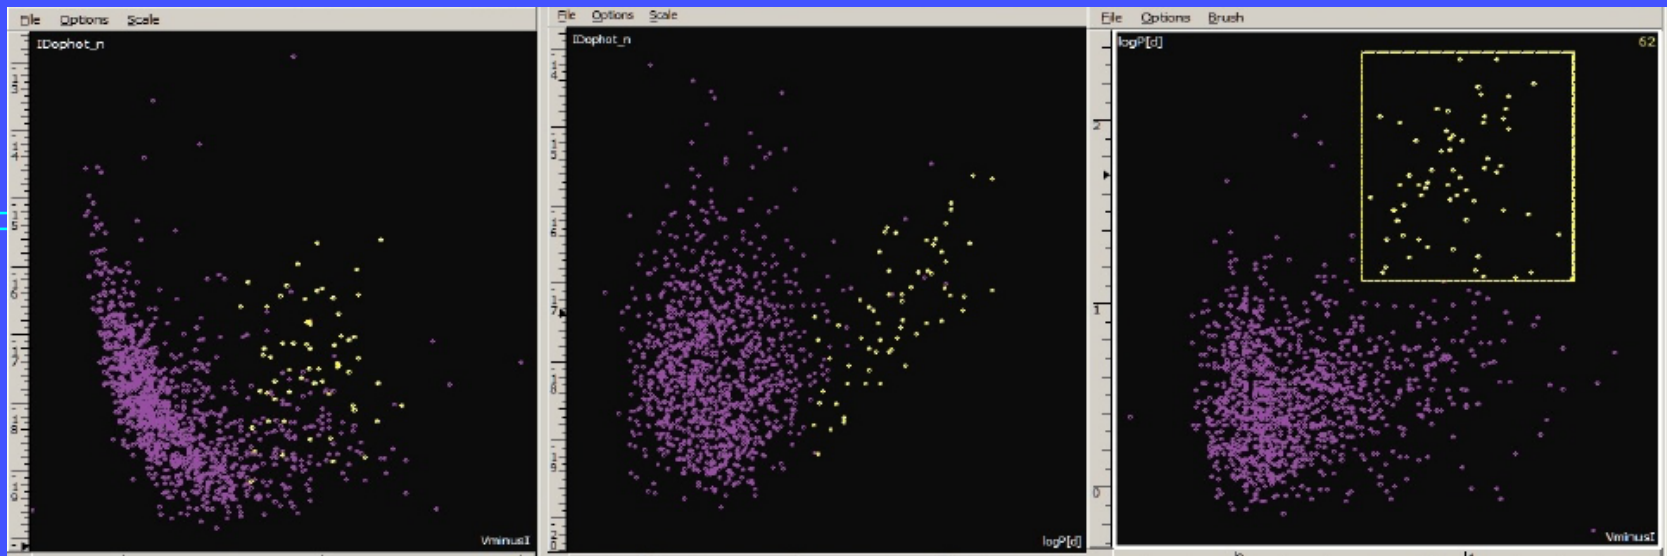 File Options Scale
IDophot_n
VminusI
File Options Scale
IDophot_n
logP[d]
File Options Brush
logP[d]
62
2
1
0
VminusI